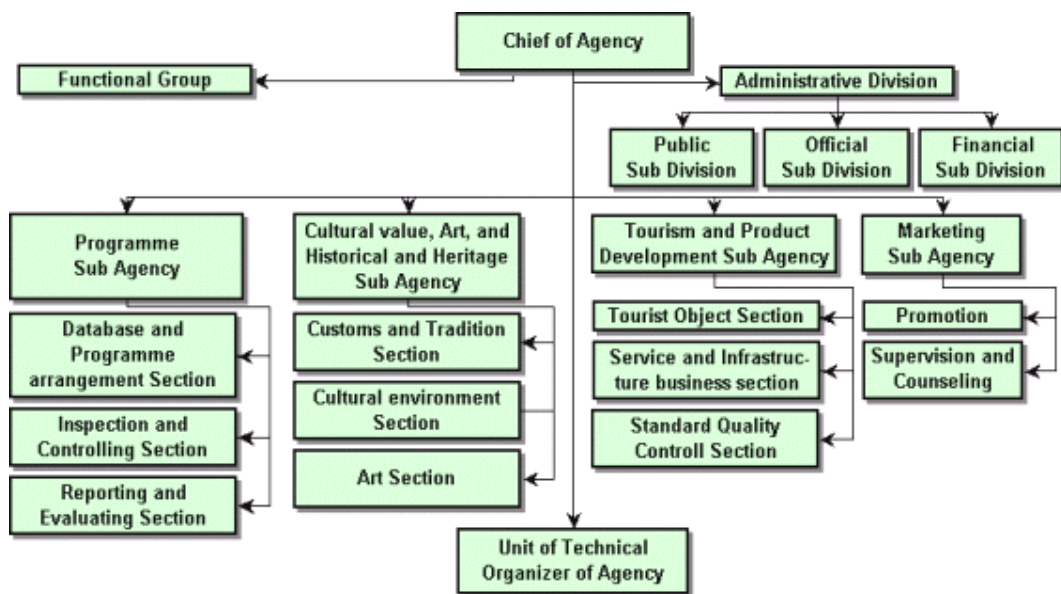 Chief of Agency
Functional Group
Administrative Division
Public
Sub Division
Official
Sub Division
Financial
Sub Division
Programme
Sub Agency
Cultural value, Art, and
Historical and Heritage
Sub Agency
Tourism and Product
Development Sub Agency
Marketing
Sub Agency
Database and
Programme
arrangement Section
Inspection and
Controlling Section
Reporting and
Evaluating Section
Customs and Tradition
Section
Cultural environment
Section
Art Section
Tourist Object Section
Service and Infrastruc-
ture business section
Standard Quality
Controll Section
Promotion
Supervision and
Counseling
Unit of Technical
Organizer of Agency